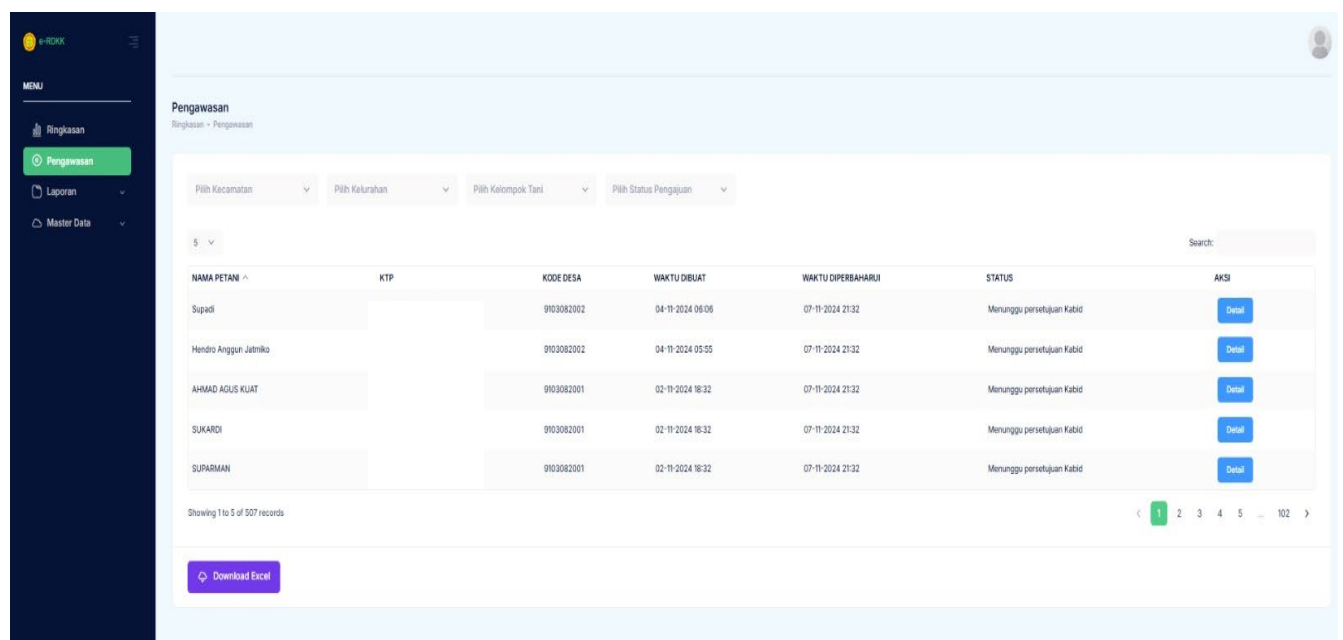 e-RDKK
MENU
Ringkasan
Pengawasan
Laporan
Master Data
Pengawasan
Ringkasan - Pengawasan
Pilih Kecamatan
Pilih Kelurahan
Pilih Kelompok Tani
Pilih Status Pengajuan
5
Search:
NAMA PETANI KTP KODE DESA WAKTU DIBUAT WAKTU DIPERBAHARUI STATUS AKSI
Supadi 9103082002 04-11-2024 06:06 07-11-2024 21:32 Menunggu persetujuan Kabid Detail
Hendro Anggun Jatmiko 9103082002 04-11-2024 05:55 07-11-2024 21:32 Menunggu persetujuan Kabid Detail
AHMAD AGUS KUAT 9103082001 02-11-2024 18:32 07-11-2024 21:32 Menunggu persetujuan Kabid Detail
SUKARDI 9103082001 02-11-2024 18:32 07-11-2024 21:32 Menunggu persetujuan Kabid Detail
SUPARMAN 9103082001 02-11-2024 18:32 07-11-2024 21:32 Menunggu persetujuan Kabid Detail
Showing 1 to 5 of 507 records
1 2 3 4 5 ... 102
Download Excel